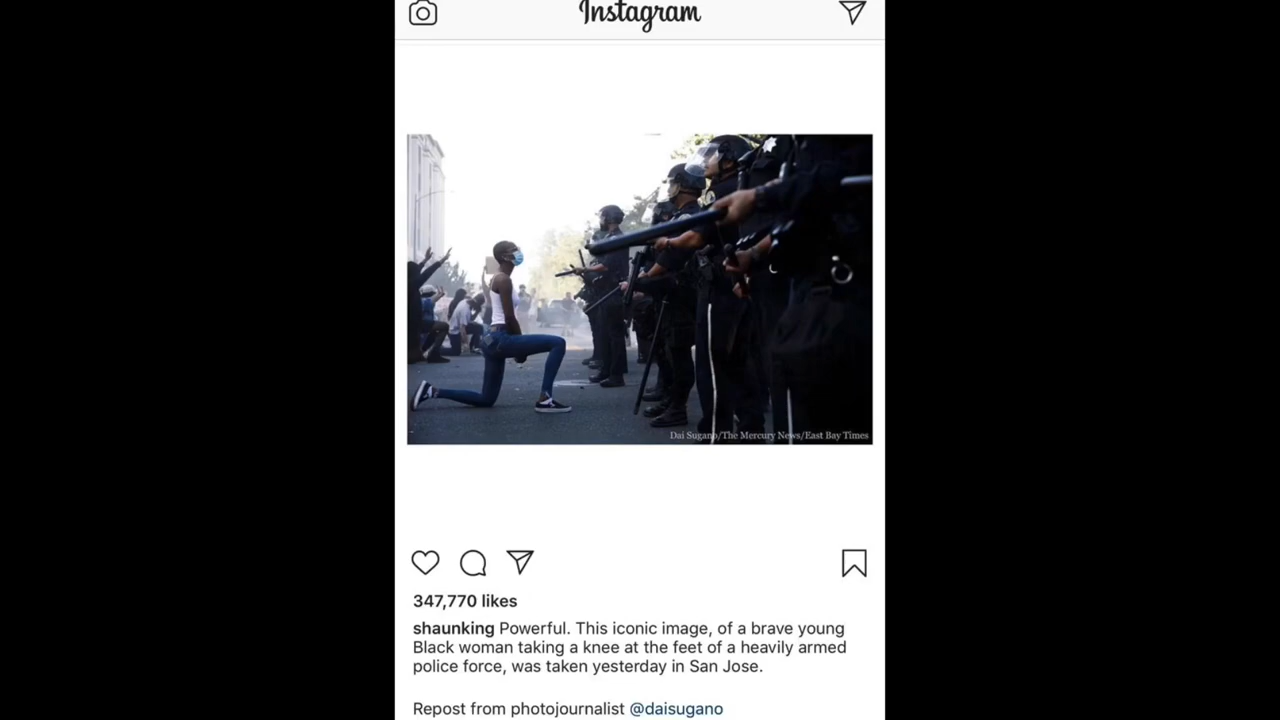 Instagram
Dai Sugano/The Mercury News/East Bay Times
347,770 likes
shaunking Powerful. This iconic image, of a brave young
Black woman taking a knee at the feet of a heavily armed
police force, was taken yesterday in San Jose.
Repost from photojournalist @daisugano